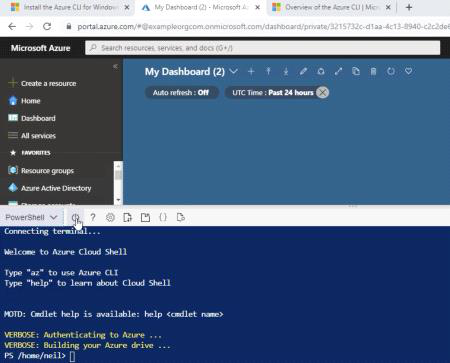 Install the Azure CLI for Window
My Dashboard (2) - Microsoft Az
Overview of the Azure CLI | Micr
portal.azure.com/#@exampleorgcom.onmicrosoft.com/dashboard/private/3215732c-d1aa-4c13-8940-c2c2de6
Microsoft Azure
Search resources, services, and docs (G+/)
Create a resource
Home
Dashboard
All services
FAVORITES
Resource groups
Azure Active Directory
My Dashboard (2)
Auto refresh : Off
UTC Time : Past 24 hours
PowerShell
Connecting terminal...
Welcome to Azure Cloud Shell
Type "az" to use Azure CLI
Type "help" to learn about Cloud Shell
MOTD: Cmdlet help is available: help <cmdlet name>
VERBOSE: Authenticating to Azure ...
VERBOSE: Building your Azure drive ...
PS /home/neil>